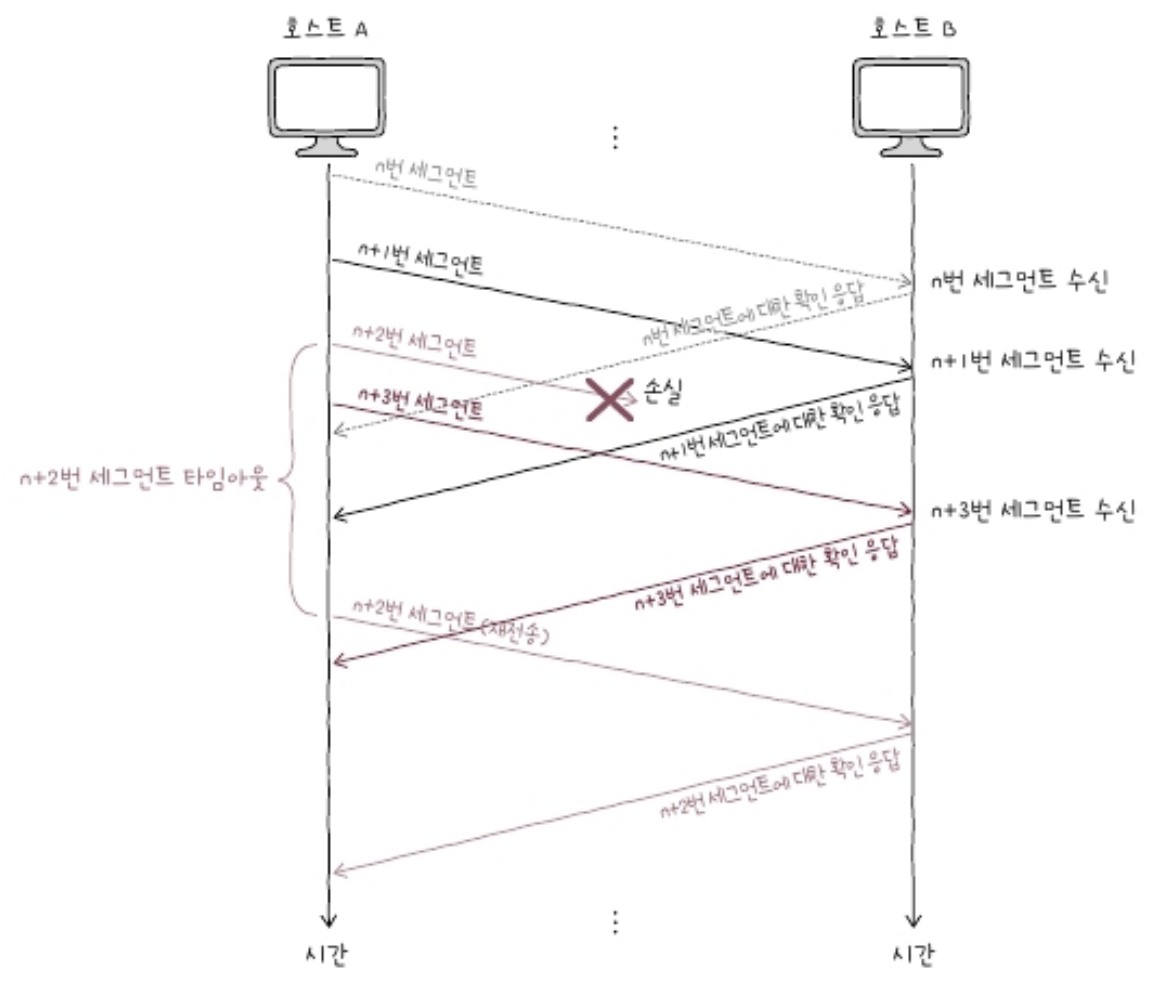 호스트 A
호스트 B
n번 세그먼트
n+1번 세그먼트
n번 세그먼트 수신
n번 세그먼트에 대한 확인 응답
n+2번 세그먼트
n+1번 세그먼트 수신
손실
n+3번 세그먼트
n+1번 세그먼트에 대한 확인 응답
n+2번 세그먼트 타임아웃
n+3번 세그먼트 수신
n+3번 세그먼트에 대한 확인 응답
n+2번 세그먼트 (재전송)
n+2번 세그먼트에 대한 확인 응답
시간
시간